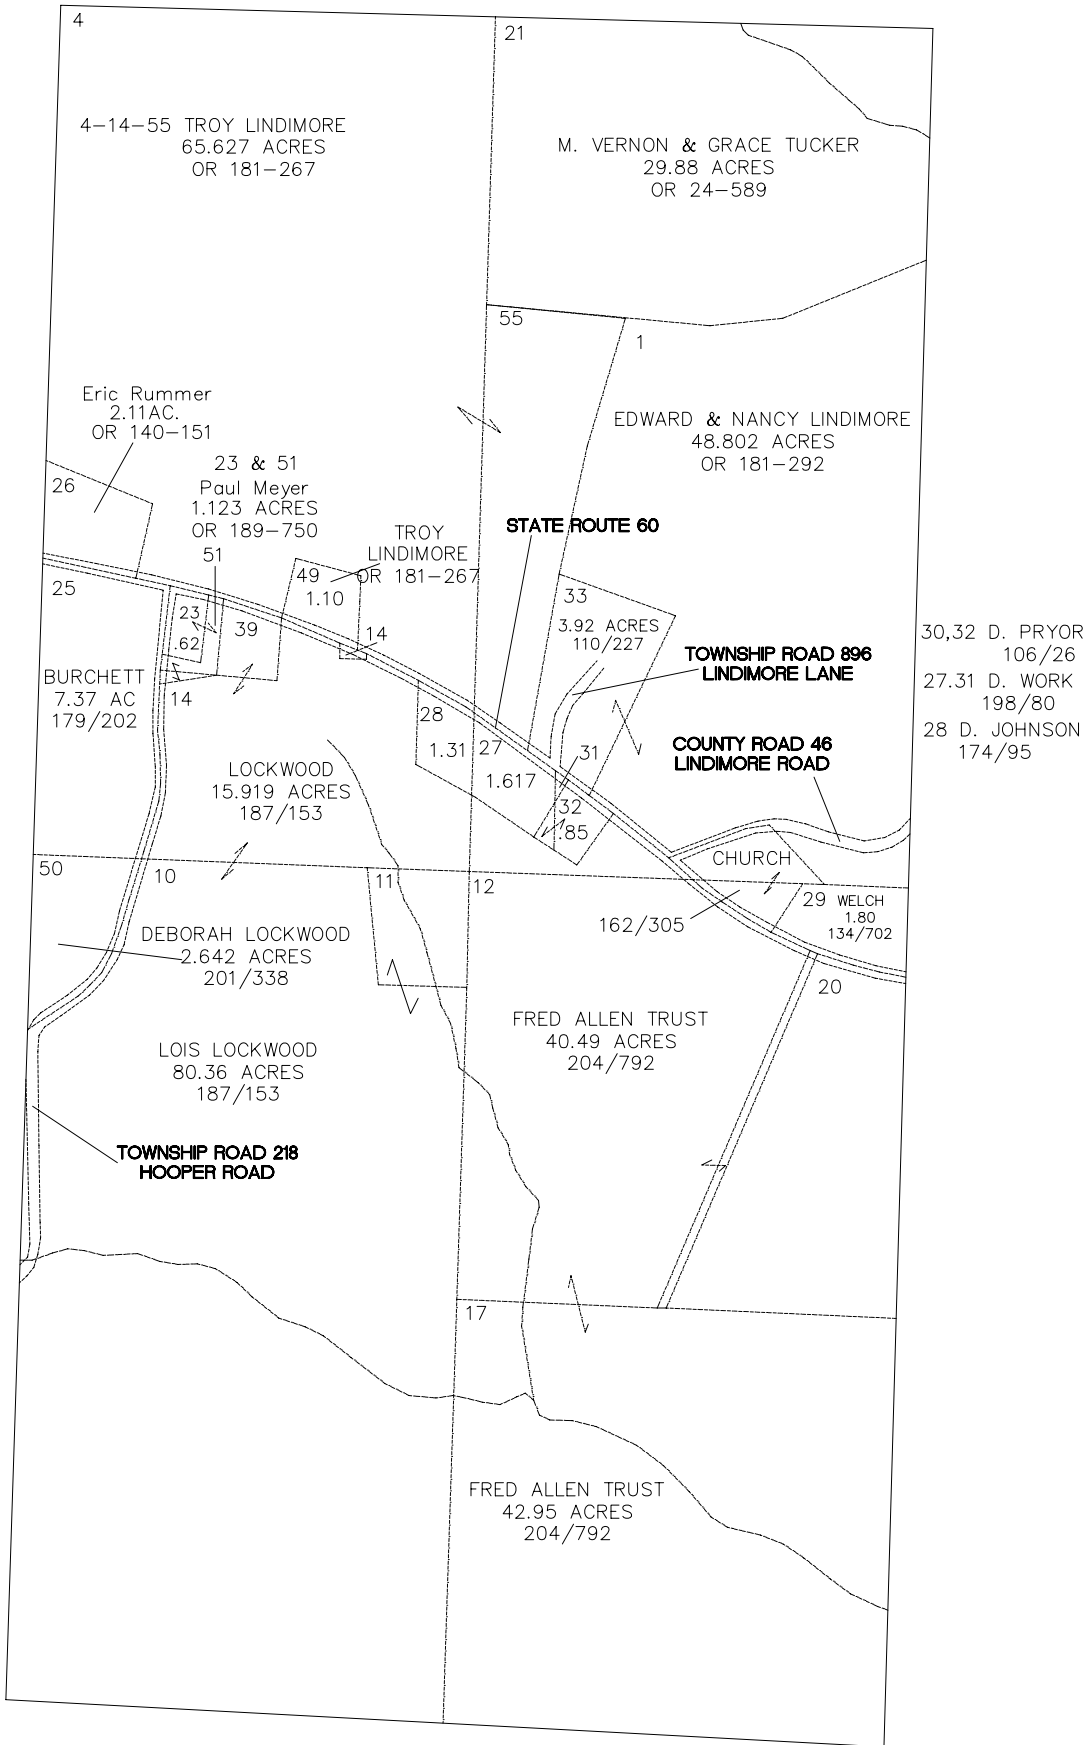 4
21
4-14-55 TROY LINDIMORE
65.627 ACRES
OR 181-267
M. VERNON & GRACE TUCKER
29.88 ACRES
OR 24-589
55
1
Eric Rummer
2.11AC.
OR 140-151
EDWARD & NANCY LINDIMORE
48.802 ACRES
OR 181-292
23 & 51
Paul Meyer
1.123 ACRES
OR 189-750
51
26
STATE ROUTE 60
TROY
LINDIMORE
OR 181-267
49
1.10
25
33
3.92 ACRES
110/227
23
.62
39
14
30,32 D. PRYOR
106/26
27.31 D. WORK
198/80
28 D. JOHNSON
174/95
TOWNSHIP ROAD 896
LINDIMORE LANE
BURCHETT
7.37 AC
179/202
14
28
1.31
27
1.617
31
COUNTY ROAD 46
LINDIMORE ROAD
LOCKWOOD
15.919 ACRES
187/153
32
.85
CHURCH
50
10
11
12
29
WELCH
1.80
134/702
162/305
DEBORAH LOCKWOOD
2.642 ACRES
201/338
20
FRED ALLEN TRUST
40.49 ACRES
204/792
LOIS LOCKWOOD
80.36 ACRES
187/153
TOWNSHIP ROAD 218
HOOPER ROAD
17
FRED ALLEN TRUST
42.95 ACRES
204/792